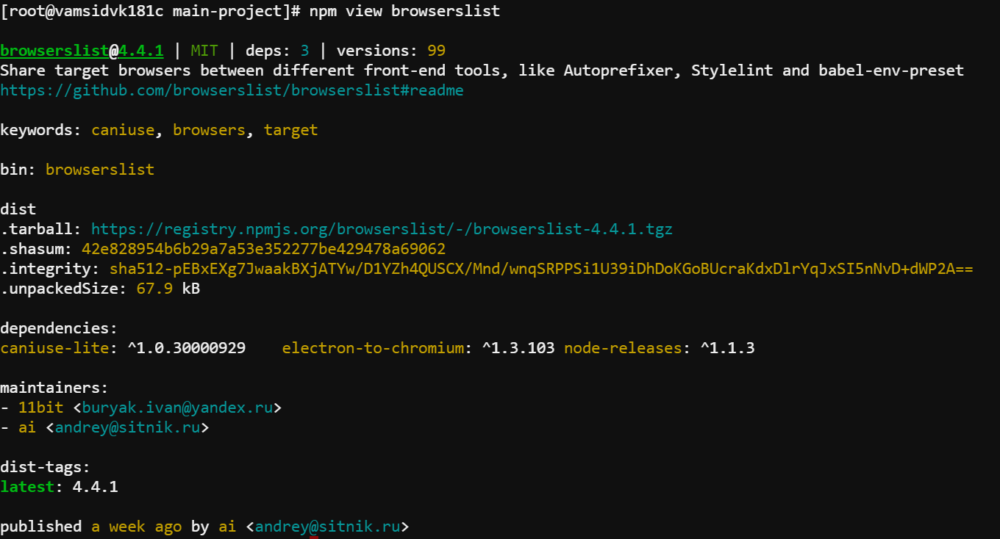 [root@vamsidvk181c main-project]# npm view browserslist
browserslist@4.4.1 | MIT | deps: 3 | versions: 99
Share target browsers between different front-end tools, like Autoprefixer, Stylelint and babel-env-preset
https://github.com/browserslist/browserslist#readme
keywords: caniuse, browsers, target
bin: browserslist
dist
.tarball: https://registry.npmjs.org/browserslist/-/browserslist-4.4.1.tgz
.shasum: 42e828954b6b29a7a53e352277be429478a69062
.integrity: sha512-pEBxEXg7JwaakBXjATYw/D1YZh4QUSCX/Mnd/wnqSRPPSi1U39iDhDoKGoBUcraKdxDlrYqJxSI5nNvD+dWP2A==
.unpackedSize: 67.9 kB
dependencies:
caniuse-lite: ^1.0.30000929    electron-to-chromium: ^1.3.103 node-releases: ^1.1.3
maintainers:
- 11bit <buryak.ivan@yandex.ru>
- ai <andrey@sitnik.ru>
dist-tags:
latest: 4.4.1
published a week ago by ai <andrey@sitnik.ru>